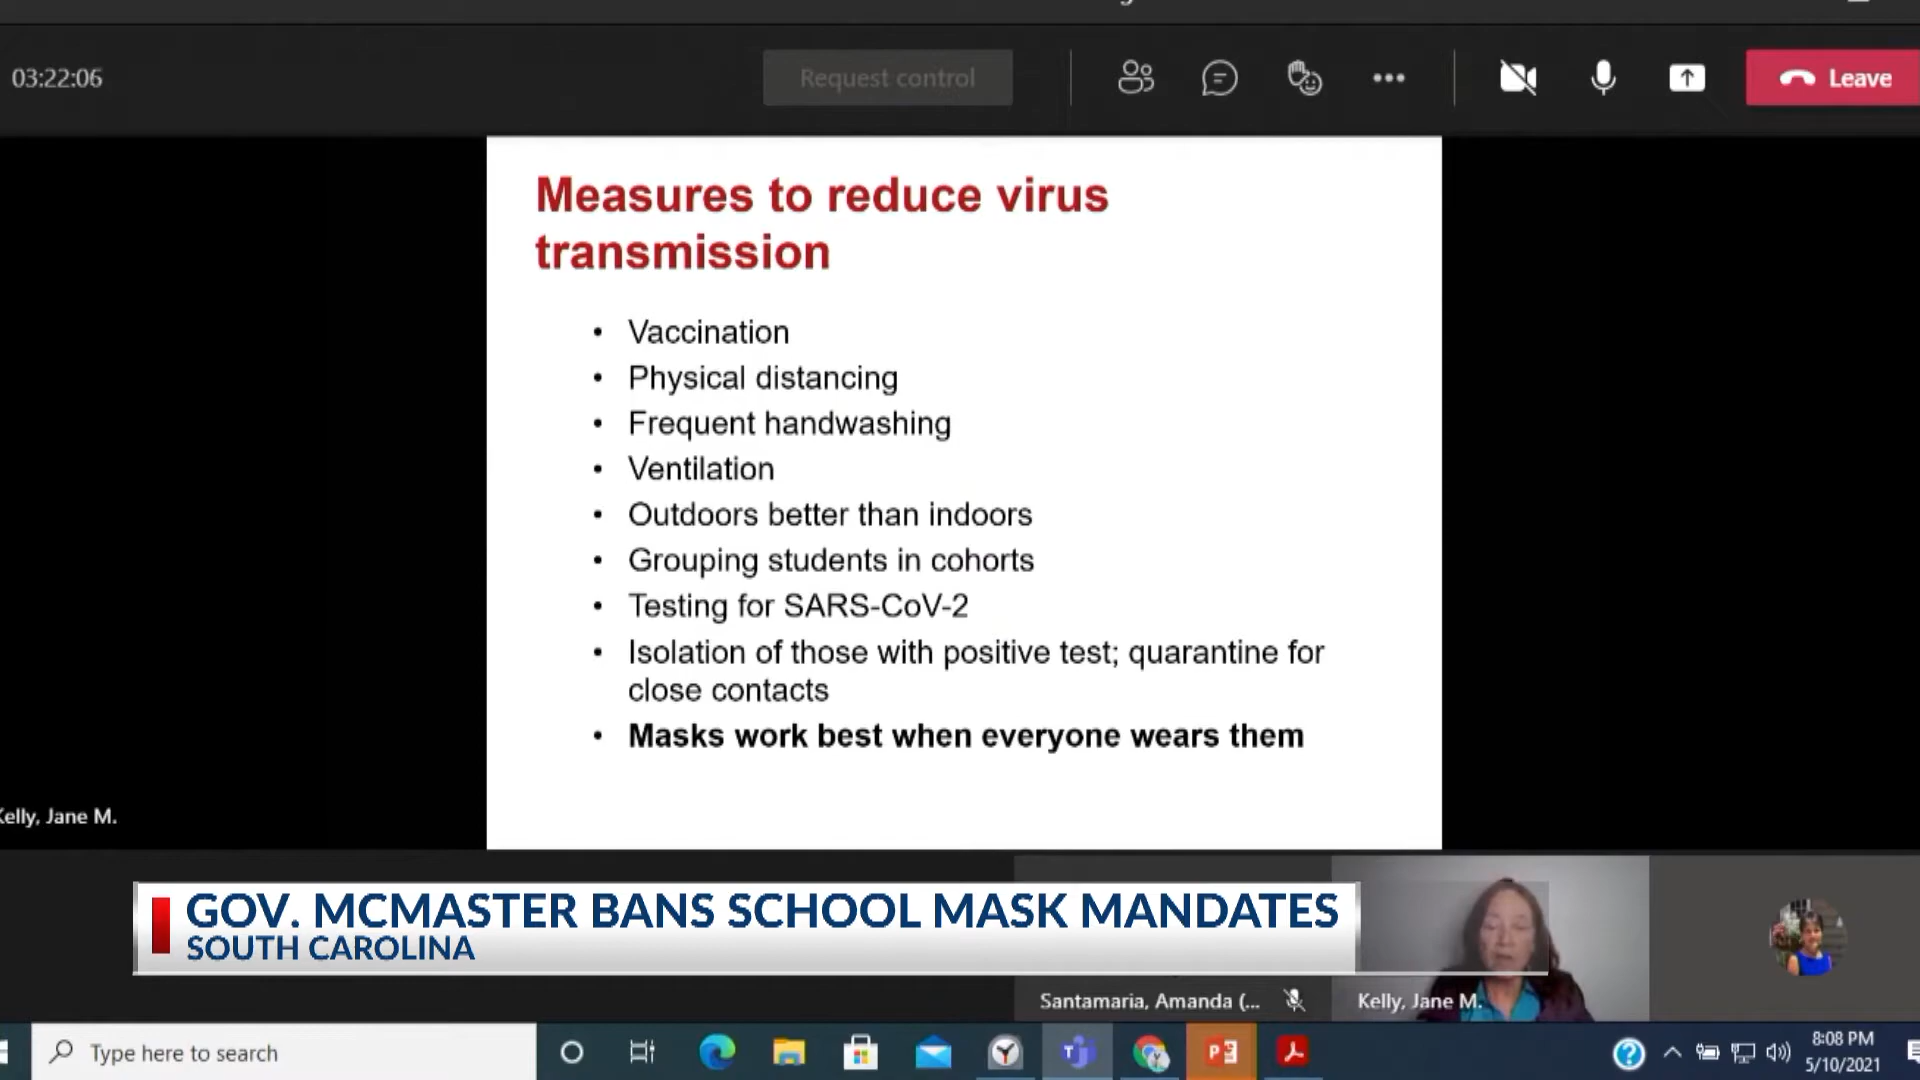 03:22:06
Request control
Leave
Measures to reduce virus
transmission
• Vaccination
• Physical distancing
• Frequent handwashing
• Ventilation
• Outdoors better than indoors
• Grouping students in cohorts
• Testing for SARS-CoV-2
• Isolation of those with positive test; quarantine for
close contacts
• Masks work best when everyone wears them
Kelly, Jane M.
GOV. MCMASTER BANS SCHOOL MASK MANDATES
SOUTH CAROLINA
Santamaria, Amanda (...
Kelly, Jane M.
Type here to search
8:08 PM
5/10/2021